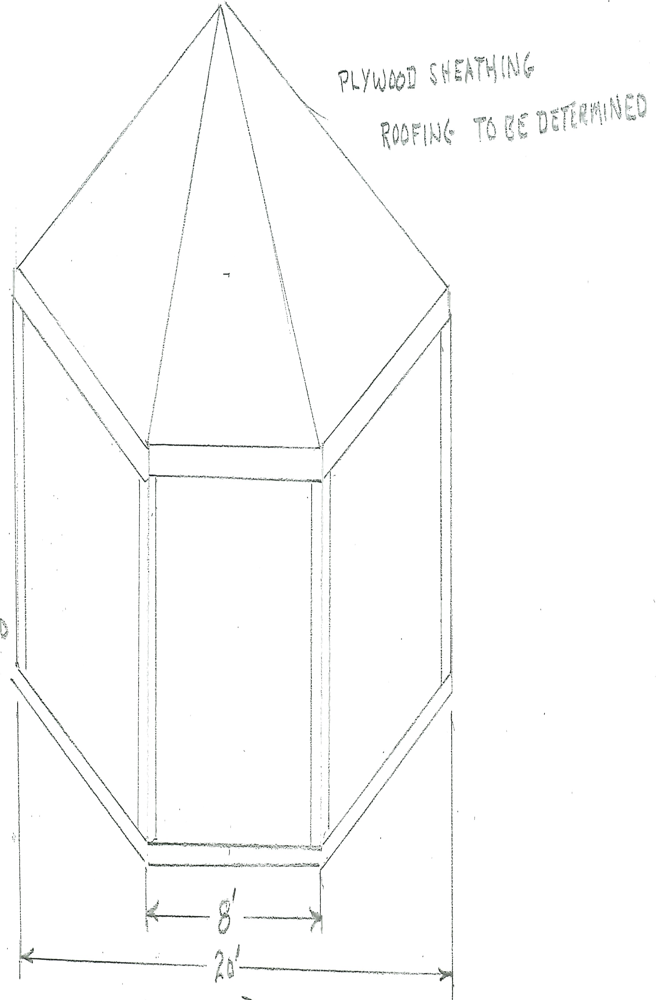 PLYWOOD SHEATHING
ROOFING TO BE DETERMINED
8'
20'